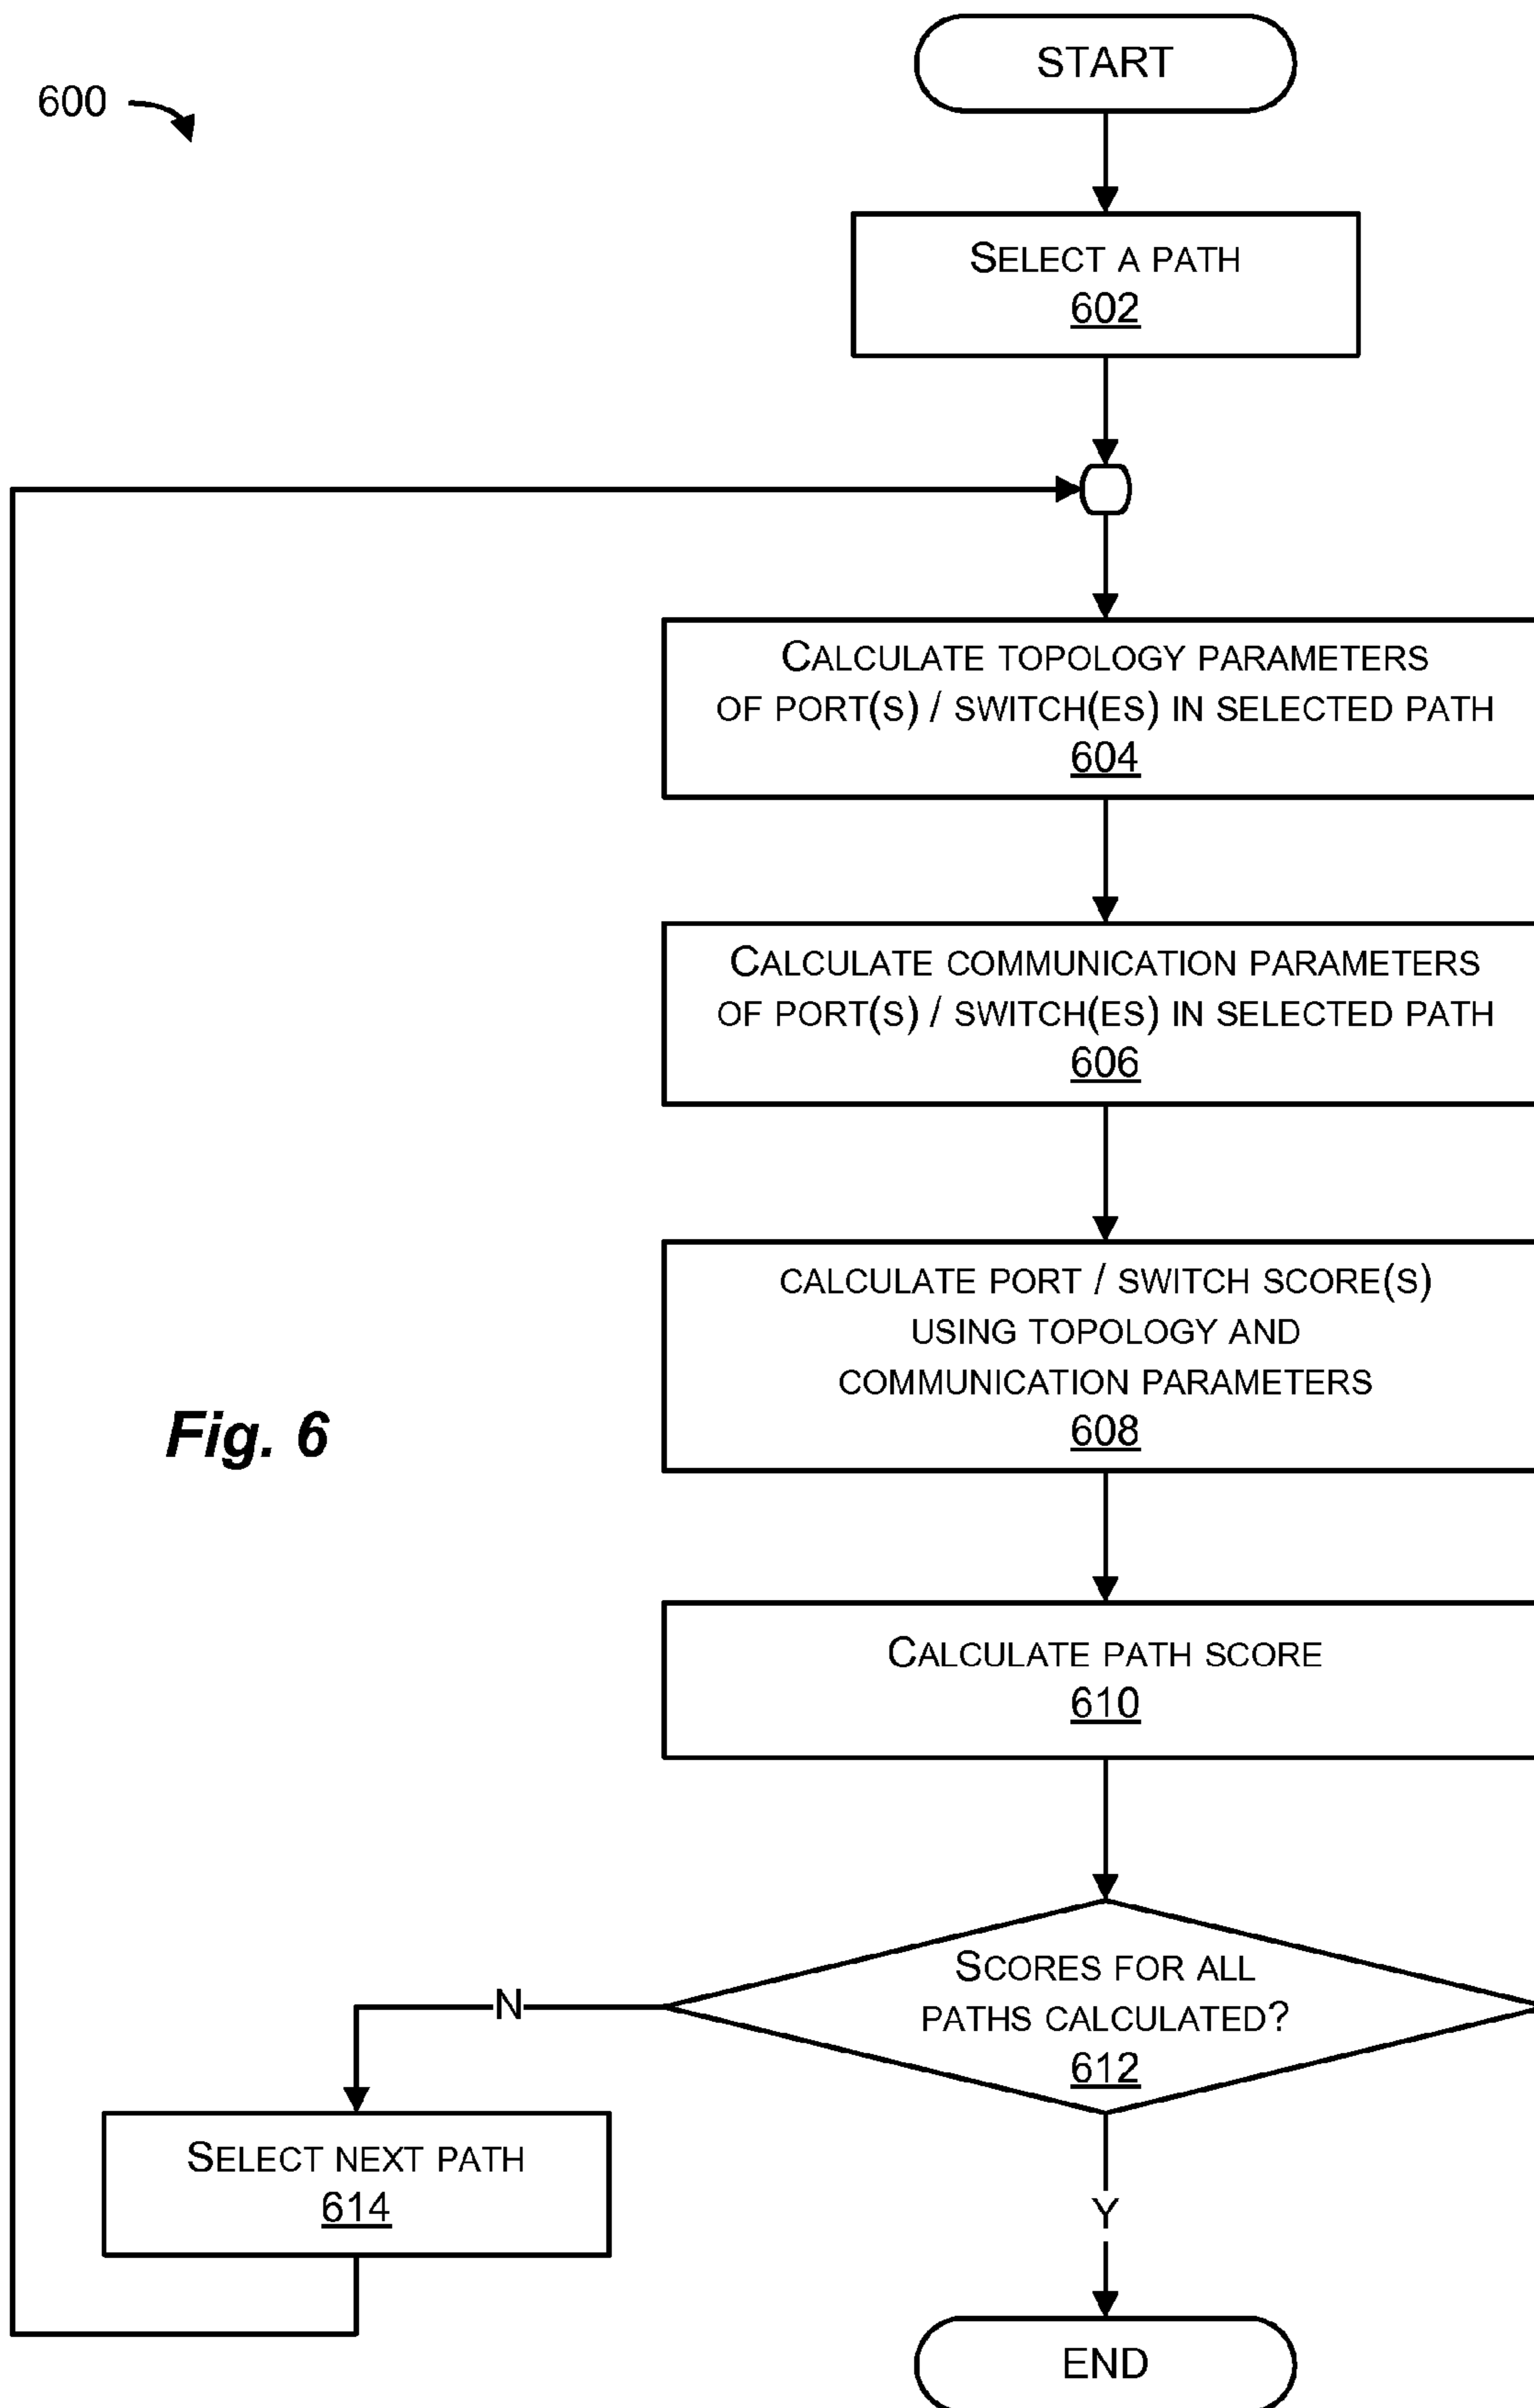 600
START
SELECT A PATH
602
CALCULATE TOPOLOGY PARAMETERS
OF PORT(S) / SWITCH(ES) IN SELECTED PATH
604
CALCULATE COMMUNICATION PARAMETERS
OF PORT(S) / SWITCH(ES) IN SELECTED PATH
606
CALCULATE PORT / SWITCH SCORE(S)
USING TOPOLOGY AND
COMMUNICATION PARAMETERS
608
Fig. 6
CALCULATE PATH SCORE
610
SCORES FOR ALL
PATHS CALCULATED?
612
N
SELECT NEXT PATH
614
Y
END